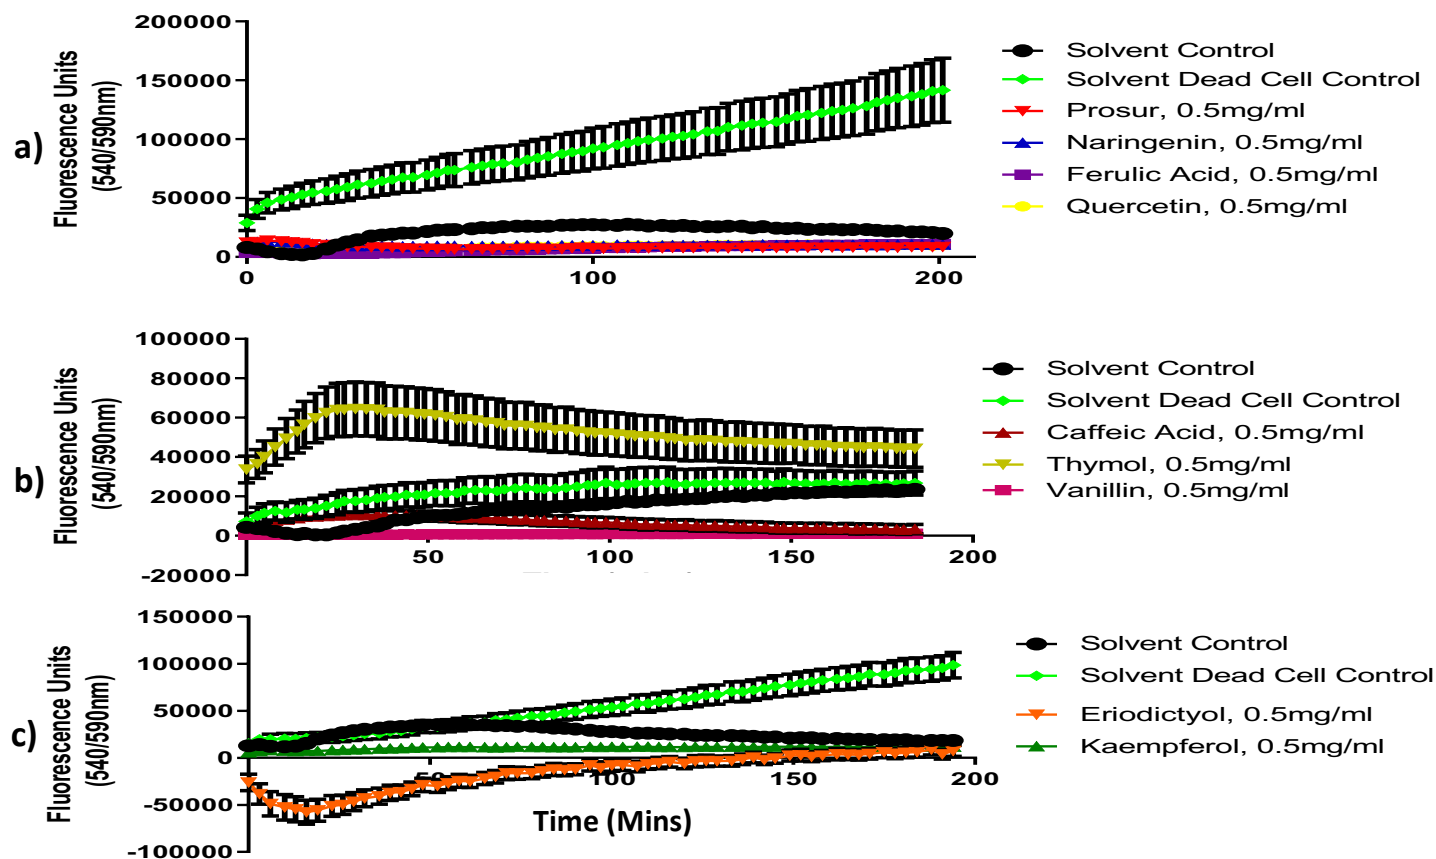 a)
Fluorescence Units
(540/590nm)
200000
150000
100000
50000
0
0
100
200
Solvent Control
Solvent Dead Cell Control
Prosur, 0.5mg/ml
Naringenin, 0.5mg/ml
Ferulic Acid, 0.5mg/ml
Quercetin, 0.5mg/ml
b)
Fluorescence Units
(540/590nm)
100000
80000
60000
40000
20000
0
-20000
50
100
150
200
Solvent Control
Solvent Dead Cell Control
Caffeic Acid, 0.5mg/ml
Thymol, 0.5mg/ml
Vanillin, 0.5mg/ml
c)
Fluorescence Units
(540/590nm)
150000
100000
50000
0
-50000
-100000
50
100
150
200
Time (Mins)
Solvent Control
Solvent Dead Cell Control
Eriodictyol, 0.5mg/ml
Kaempferol, 0.5mg/ml